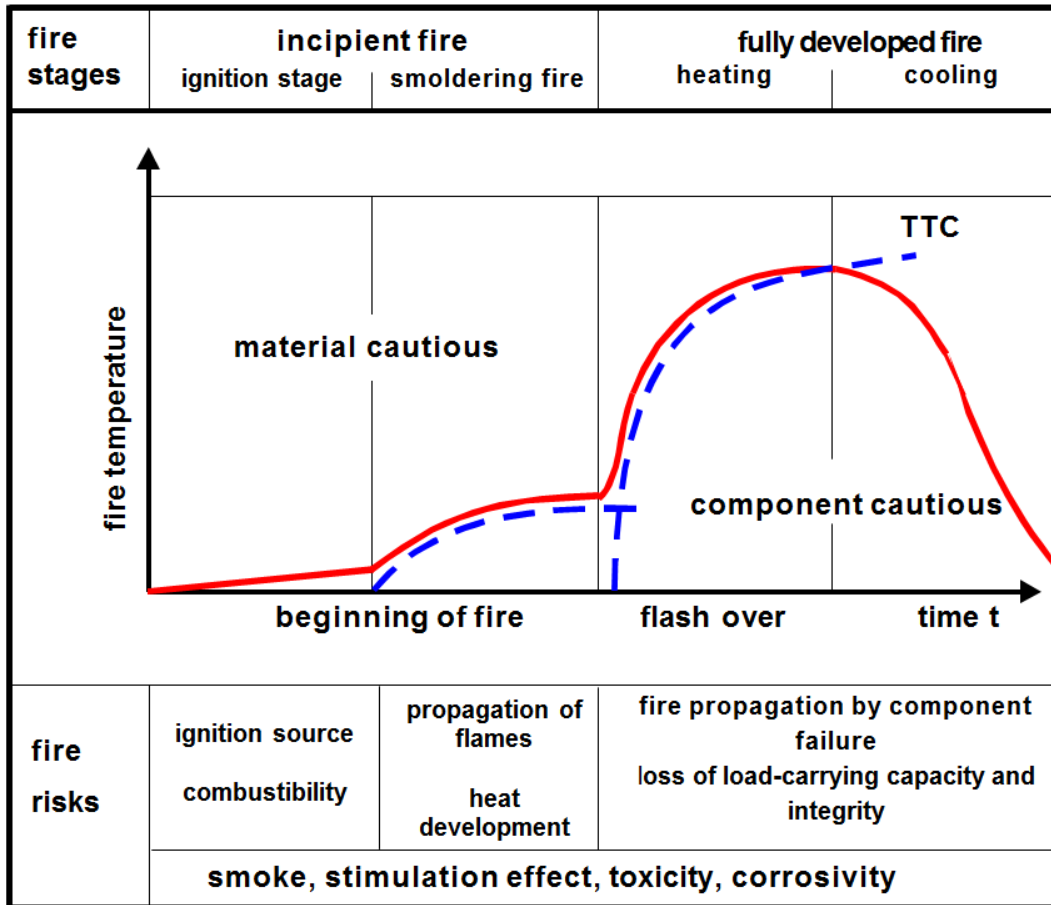 fire
stages
incipient fire
ignition stage
smoldering fire
fully developed fire
heating
cooling
TTC
material cautious
fire temperature
component cautious
beginning of fire
flash over
time t
fire
risks
ignition source
combustibility
propagation of
flames
heat
development
fire propagation by component
failure
loss of load-carrying capacity and
integrity
smoke, stimulation effect, toxicity, corrosivity